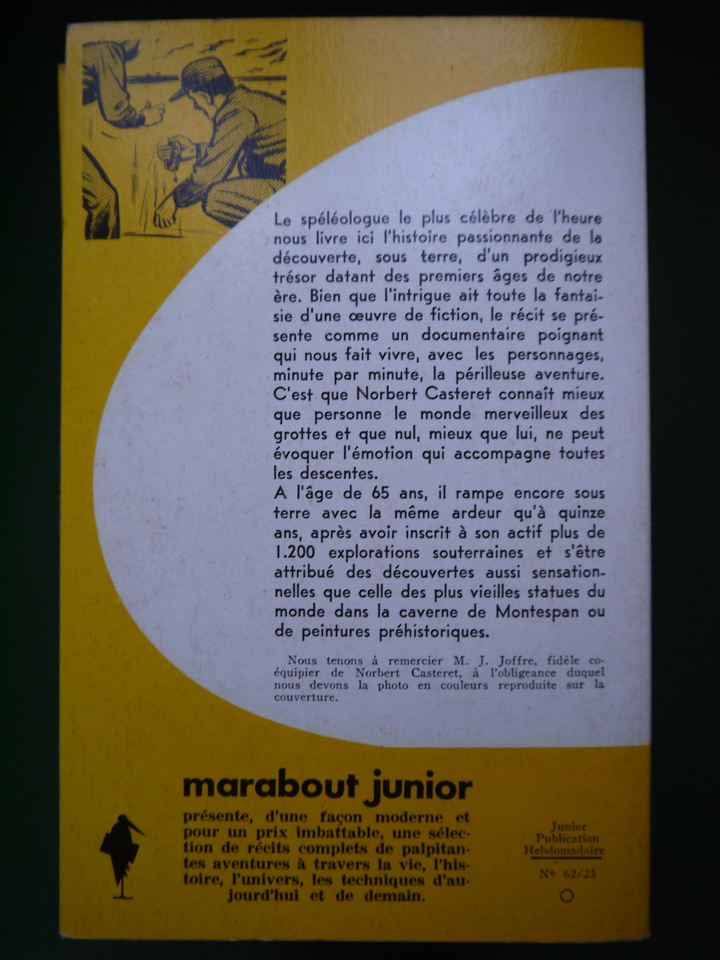 Le spéléologue le plus célèbre de l'heure
nous livre ici l'histoire passionnante de la
découverte, sous terre, d'un prodigieux
trésor datant des premiers âges de notre
ère. Bien que l'intrigue ait toute la fantai-
sie d'une œuvre de fiction, le récit se pré-
sente comme un documentaire poignant
qui nous fait vivre, avec les personnages,
minute par minute, la périlleuse aventure.
C'est que Norbert Casteret connaît mieux
que personne le monde merveilleux des
grottes et que nul, mieux que lui, ne peut
évoquer l'émotion qui accompagne toutes
les descentes.
A l'âge de 65 ans, il rampe encore sous
terre avec la même ardeur qu'à quinze
ans, après avoir inscrit à son actif plus de
1.200 explorations souterraines et s'être
attribué des découvertes aussi sensation-
nelles que celle des plus vieilles statues du
monde dans la caverne de Montespan ou
de peintures préhistoriques.
Nous tenons à remercier M. J. Joffre, fidèle co-
équipier de Norbert Casteret, à l'obligeance duquel
nous devons la photo en couleurs reproduite sur la
couverture.
marabout junior
présente, d'une façon moderne et
pour un prix imbattable, une sélec-
tion de récits complets de palpitan-
tes aventures à travers la vie, l'his-
toire, l'univers, les techniques d'au-
jourd'hui et de demain.
Junior
Publication
Hebdomadaire
N° 62/25